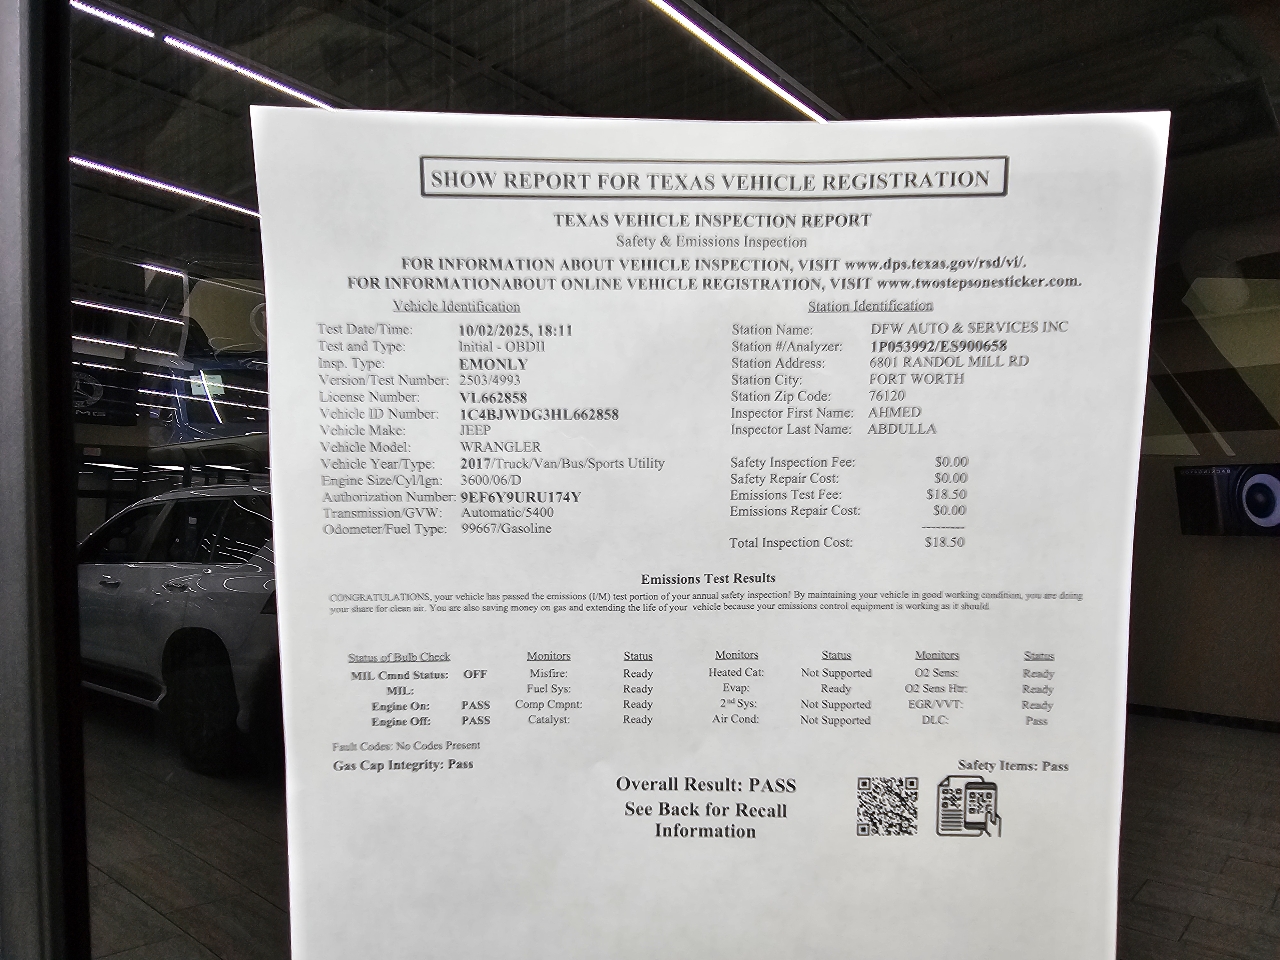 SHOW REPORT FOR TEXAS VEHICLE REGISTRATION
TEXAS VEHICLE INSPECTION REPORT
Safety & Emissions Inspection
FOR INFORMATION ABOUT VEHICLE INSPECTION, VISIT www.dps.texas.gov/rsd/vi/.
FOR INFORMATIONABOUT ONLINE VEHICLE REGISTRATION, VISIT www.twostepsonesticker.com.
Vehicle Identification
Test Date/Time: 10/02/2025, 18:11
Test and Type: Initial - OBDII
Insp. Type: EMONLY
Version/Test Number: 2503/4993
License Number: VL662858
Vehicle ID Number: 1C4BJWDG3HL662858
Vehicle Make: JEEP
Vehicle Model: WRANGLER
Vehicle Year/Type: 2017/Truck/Van/Bus/Sports Utility
Engine Size/Cyl/Ign: 3600/06/D
Authorization Number: 9EF6Y9URU174Y
Transmission/GVW: Automatic/5400
Odometer/Fuel Type: 99667/Gasoline
Station Identification
Station Name: DFW AUTO & SERVICES INC
Station #/Analyzer: 1P053992/ES900658
Station Address: 6801 RANDOL MILL RD
Station City: FORT WORTH
Station Zip Code: 76120
Inspector First Name: AHMED
Inspector Last Name: ABDULLA
Safety Inspection Fee: $0.00
Safety Repair Cost: $0.00
Emissions Test Fee: $18.50
Emissions Repair Cost: $0.00
----------
Total Inspection Cost: $18.50
Emissions Test Results
CONGRATULATIONS, your vehicle has passed the emissions (I/M) test portion of your annual safety inspection! By maintaining your vehicle in good working condition, you are doing
your share for clean air. You are also saving money on gas and extending the life of your vehicle because your emissions control equipment is working as it should.
Status of Bulb Check Monitors Status Monitors Status Monitors Status
MIL Cmnd Status: OFF Misfire: Ready Heated Cat: Not Supported O2 Sens: Ready
MIL: Fuel Sys: Ready Evap: Ready O2 Sens Htr: Ready
Engine On: PASS Comp Cmpnt: Ready 2nd Sys: Not Supported EGR/VVT: Ready
Engine Off: PASS Catalyst: Ready Air Cond: Not Supported DLC: Pass
Fault Codes: No Codes Present
Gas Cap Integrity: Pass
Safety Items: Pass
Overall Result: PASS
See Back for Recall
Information